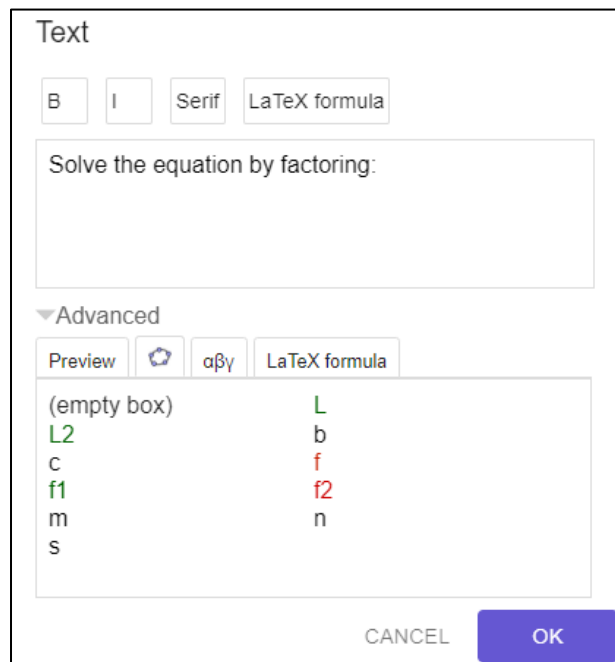 Text
B I Serif LaTeX formula
Solve the equation by factoring:
Advanced
Preview αβγ LaTeX formula
(empty box) L
L2 b
c f
f1 f2
m n
s
CANCEL OK